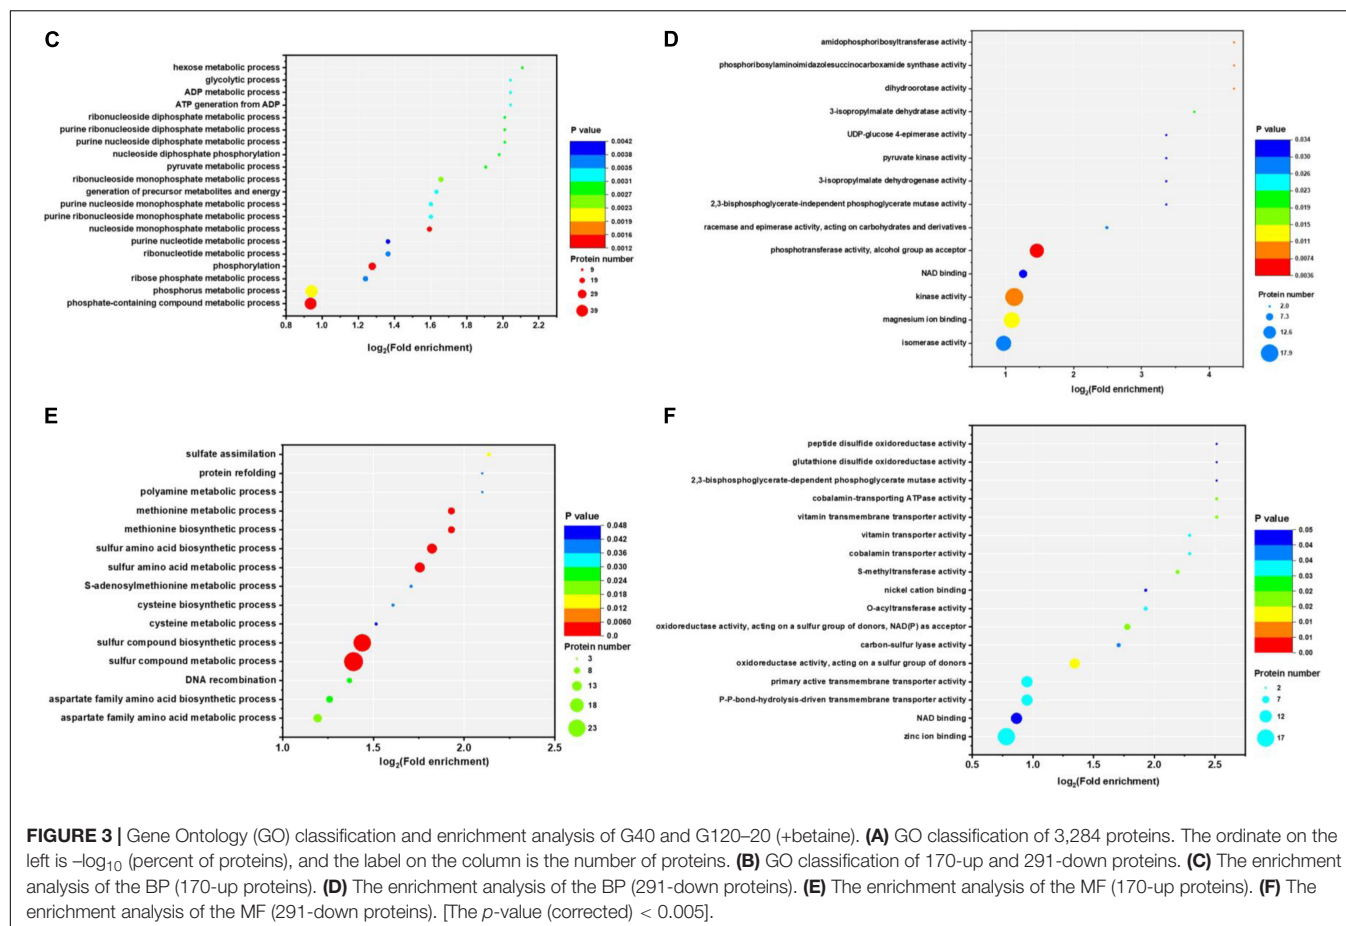 C
hexose metabolic process
glycolytic process
ADP metabolic process
ATP generation from ADP
ribonucleoside diphosphate metabolic process
purine ribonucleoside diphosphate metabolic process
purine nucleoside diphosphate metabolic process
nucleoside diphosphate phosphorylation
pyruvate metabolic process
ribonucleoside monophosphate metabolic process
generation of precursor metabolites and energy
purine nucleoside monophosphate metabolic process
purine ribonucleoside monophosphate metabolic process
nucleoside monophosphate metabolic process
purine nucleotide metabolic process
ribonucleotide metabolic process
phosphorylation
ribose phosphate metabolic process
phosphorus metabolic process
phosphate-containing compound metabolic process
0.8 1.0 1.2 1.4 1.6 1.8 2.0 2.2
log2(Fold enrichment)
P value
0.0042
0.0038
0.0035
0.0031
0.0027
0.0023
0.0019
0.0016
0.0012
Protein number
9
19
29
39
D
amidophosphoribosyltransferase activity
phosphoribosylaminoimidazolesuccinocarboxamide synthase activity
dihydroorotase activity
3-isopropylmalate dehydratase activity
UDP-glucose 4-epimerase activity
pyruvate kinase activity
3-isopropylmalate dehydrogenase activity
2,3-bisphosphoglycerate-independent phosphoglycerate mutase activity
racemase and epimerase activity, acting on carbohydrates and derivatives
phosphotransferase activity, alcohol group as acceptor
NAD binding
kinase activity
magnesium ion binding
isomerase activity
1 2 3 4
log2(Fold enrichment)
P value
0.034
0.030
0.026
0.023
0.019
0.015
0.011
0.0074
0.0036
Protein number
2.0
7.3
12.6
17.9
E
sulfate assimilation
protein refolding
polyamine metabolic process
methionine metabolic process
methionine biosynthetic process
sulfur amino acid biosynthetic process
sulfur amino acid metabolic process
S-adenosylmethionine metabolic process
cysteine biosynthetic process
cysteine metabolic process
sulfur compound biosynthetic process
sulfur compound metabolic process
DNA recombination
aspartate family amino acid biosynthetic process
aspartate family amino acid metabolic process
1.0 1.5 2.0 2.5
log2(Fold enrichment)
P value
0.048
0.042
0.036
0.030
0.024
0.018
0.012
0.0060
0.0
Protein number
3
8
13
18
23
F
peptide disulfide oxidoreductase activity
glutathione disulfide oxidoreductase activity
2,3-bisphosphoglycerate-dependent phosphoglycerate mutase activity
cobalamin-transporting ATPase activity
vitamin transmembrane transporter activity
vitamin transporter activity
cobalamin transporter activity
S-methyltransferase activity
nickel cation binding
O-acyltransferase activity
oxidoreductase activity, acting on a sulfur group of donors, NAD(P) as acceptor
carbon-sulfur lyase activity
oxidoreductase activity, acting on a sulfur group of donors
primary active transmembrane transporter activity
P-P-bond-hydrolysis-driven transmembrane transporter activity
NAD binding
zinc ion binding
0.5 1.0 1.5 2.0 2.5
log2(Fold enrichment)
P value
0.05
0.04
0.04
0.03
0.03
0.02
0.02
0.01
0.01
0.00
Protein number
2
7
12
17
FIGURE 3 | Gene Ontology (GO) classification and enrichment analysis of G40 and G120–20 (+betaine). (A) GO classification of 3,284 proteins. The ordinate on the
left is –log10 (percent of proteins), and the label on the column is the number of proteins. (B) GO classification of 170-up and 291-down proteins. (C) The enrichment
analysis of the BP (170-up proteins). (D) The enrichment analysis of the BP (291-down proteins). (E) The enrichment analysis of the MF (170-up proteins). (F) The
enrichment analysis of the MF (291-down proteins). [The p-value (corrected) < 0.005].